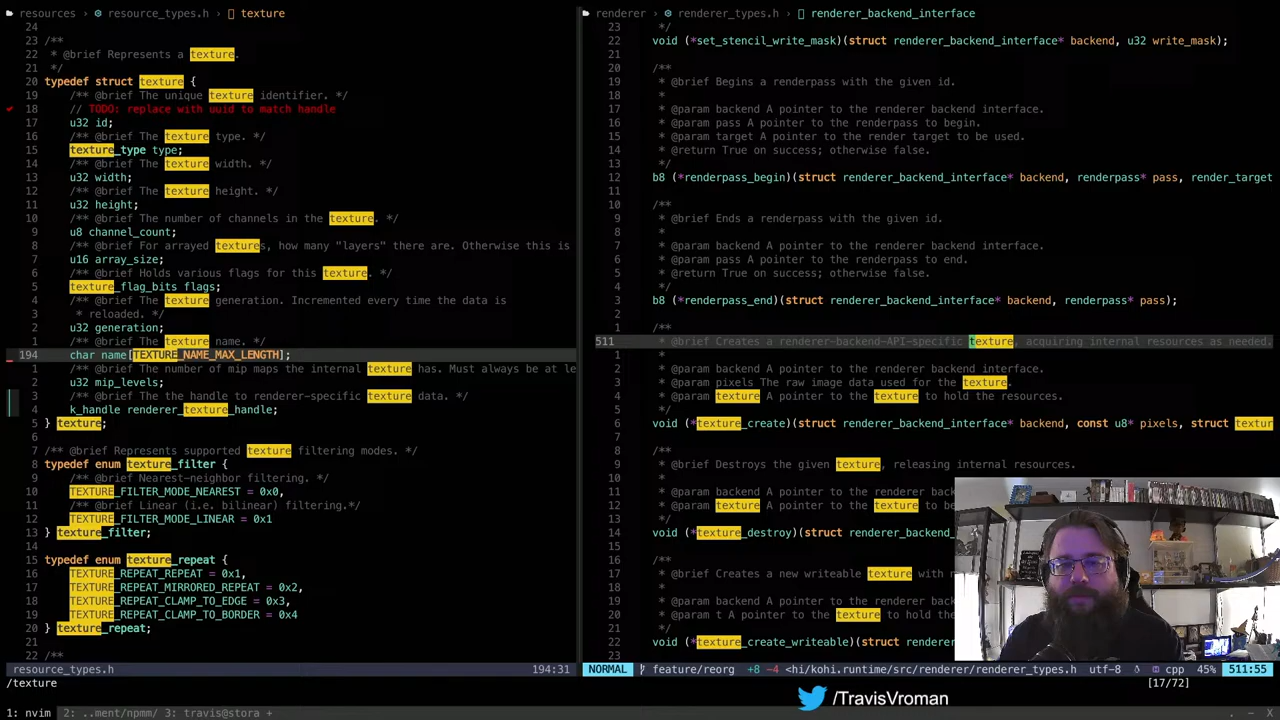 resources > resource_types.h > texture
24
23 /**
22 * @brief Represents a texture.
21 */
20 typedef struct texture {
19 /** @brief The unique texture identifier. */
18 // TODO: replace with uuid to match handle
17 u32 id;
16 /** @brief The texture type. */
15 texture_type type;
14 /** @brief The texture width. */
13 u32 width;
12 /** @brief The texture height. */
11 u32 height;
10 /** @brief The number of channels in the texture. */
9 u8 channel_count;
8 /** @brief For arrayed textures, how many "layers" there are. Otherwise this is
7 u16 array_size;
6 /** @brief Holds various flags for this texture. */
5 texture_flag_bits flags;
4 /** @brief The texture generation. Incremented every time the data is
3 * reloaded. */
2 u32 generation;
1 /** @brief The texture name. */
194 char name[TEXTURE_NAME_MAX_LENGTH];
1 /** @brief The number of mip maps the internal texture has. Must always be at le
2 u32 mip_levels;
3 /** @brief The the handle to renderer-specific texture data. */
4 k_handle renderer_texture_handle;
5 } texture;
6
7 /** @brief Represents supported texture filtering modes. */
8 typedef enum texture_filter {
9 /** @brief Nearest-neighbor filtering. */
10 TEXTURE_FILTER_MODE_NEAREST = 0x0,
11 /** @brief Linear (i.e. bilinear) filtering.*/
12 TEXTURE_FILTER_MODE_LINEAR = 0x1
13 } texture_filter;
14
15 typedef enum texture_repeat {
16 TEXTURE_REPEAT_REPEAT = 0x1,
17 TEXTURE_REPEAT_MIRRORED_REPEAT = 0x2,
18 TEXTURE_REPEAT_CLAMP_TO_EDGE = 0x3,
19 TEXTURE_REPEAT_CLAMP_TO_BORDER = 0x4
20 } texture_repeat;
21
22 /**
resource_types.h 194:31
/texture
renderer > renderer_types.h > renderer_backend_interface
23 */
22 void (*set_stencil_write_mask)(struct renderer_backend_interface* backend, u32 write_mask);
21
20 /**
19 * @brief Begins a renderpass with the given id.
18 *
17 * @param backend A pointer to the renderer backend interface.
16 * @param pass A pointer to the renderpass to begin.
15 * @param target A pointer to the render target to be used.
14 * @return True on success; otherwise false.
13 */
12 b8 (*renderpass_begin)(struct renderer_backend_interface* backend, renderpass* pass, render_target
11
10 /**
9 * @brief Ends a renderpass with the given id.
8 *
7 * @param backend A pointer to the renderer backend interface.
6 * @param pass A pointer to the renderpass to end.
5 * @return True on success; otherwise false.
4 */
3 b8 (*renderpass_end)(struct renderer_backend_interface* backend, renderpass* pass);
2
1 /**
511 * @brief Creates a renderer-backend-API-specific texture, acquiring internal resources as needed.
1 *
2 * @param backend A pointer to the renderer backend interface.
3 * @param pixels The raw image data used for the texture.
4 * @param texture A pointer to the texture to hold the resources.
5 */
6 void (*texture_create)(struct renderer_backend_interface* backend, const u8* pixels, struct textur
7
8 /**
9 * @brief Destroys the given texture, releasing internal resources.
10 *
11 * @param backend A pointer to the renderer back
12 * @param texture A pointer to the texture to be
13 */
14 void (*texture_destroy)(struct renderer_backend_
15
16 /**
17 * @brief Creates a new writeable texture with n
18 *
19 * @param backend A pointer to the renderer back
20 * @param t A pointer to the texture to hold the
21 */
22 void (*texture_create_writeable)(struct renderer
23
NORMAL feature/reorg +8 -4 <hi/kohi.runtime/src/renderer/renderer_types.h utf-8 cpp 45% 511:55
[17/72]
/TravisVroman
1: nvim 2: ..ment/npmm/ 3: travis@stora +